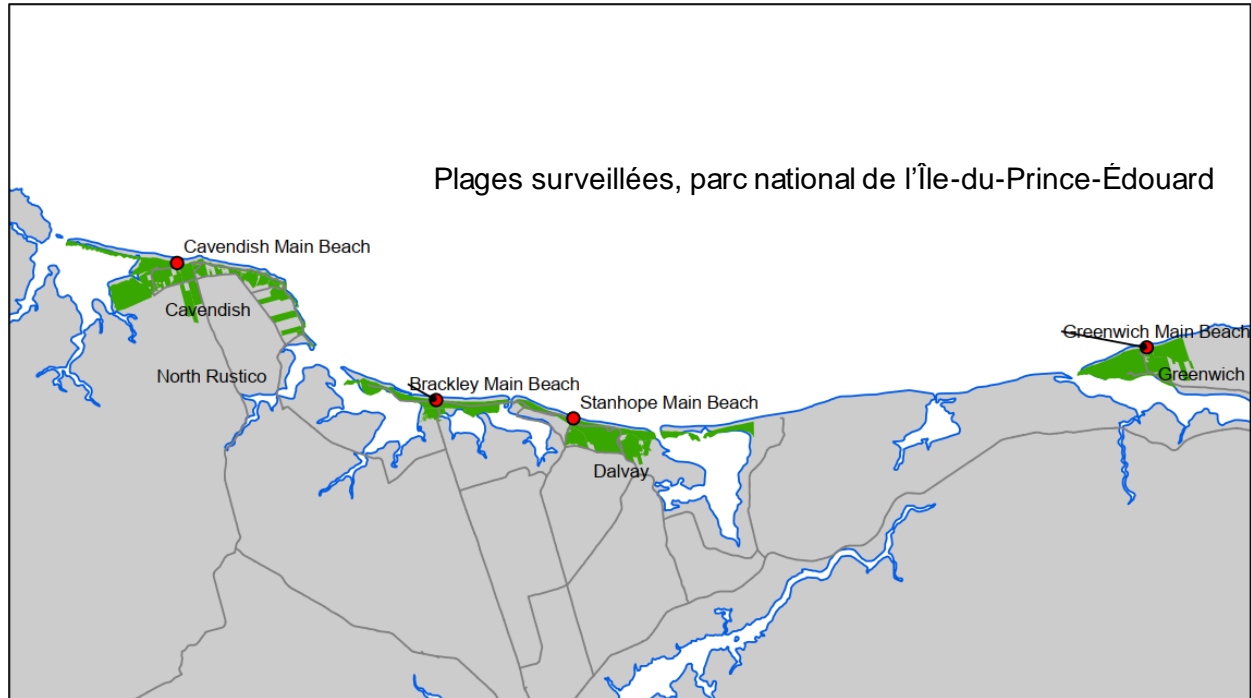 Plages surveillées, parc national de l'Île-du-Prince-Édouard
Cavendish Main Beach
Cavendish
North Rustico
Greenwich Main Beach
Greenwich
Brackley Main Beach
Stanhope Main Beach
Dalvay